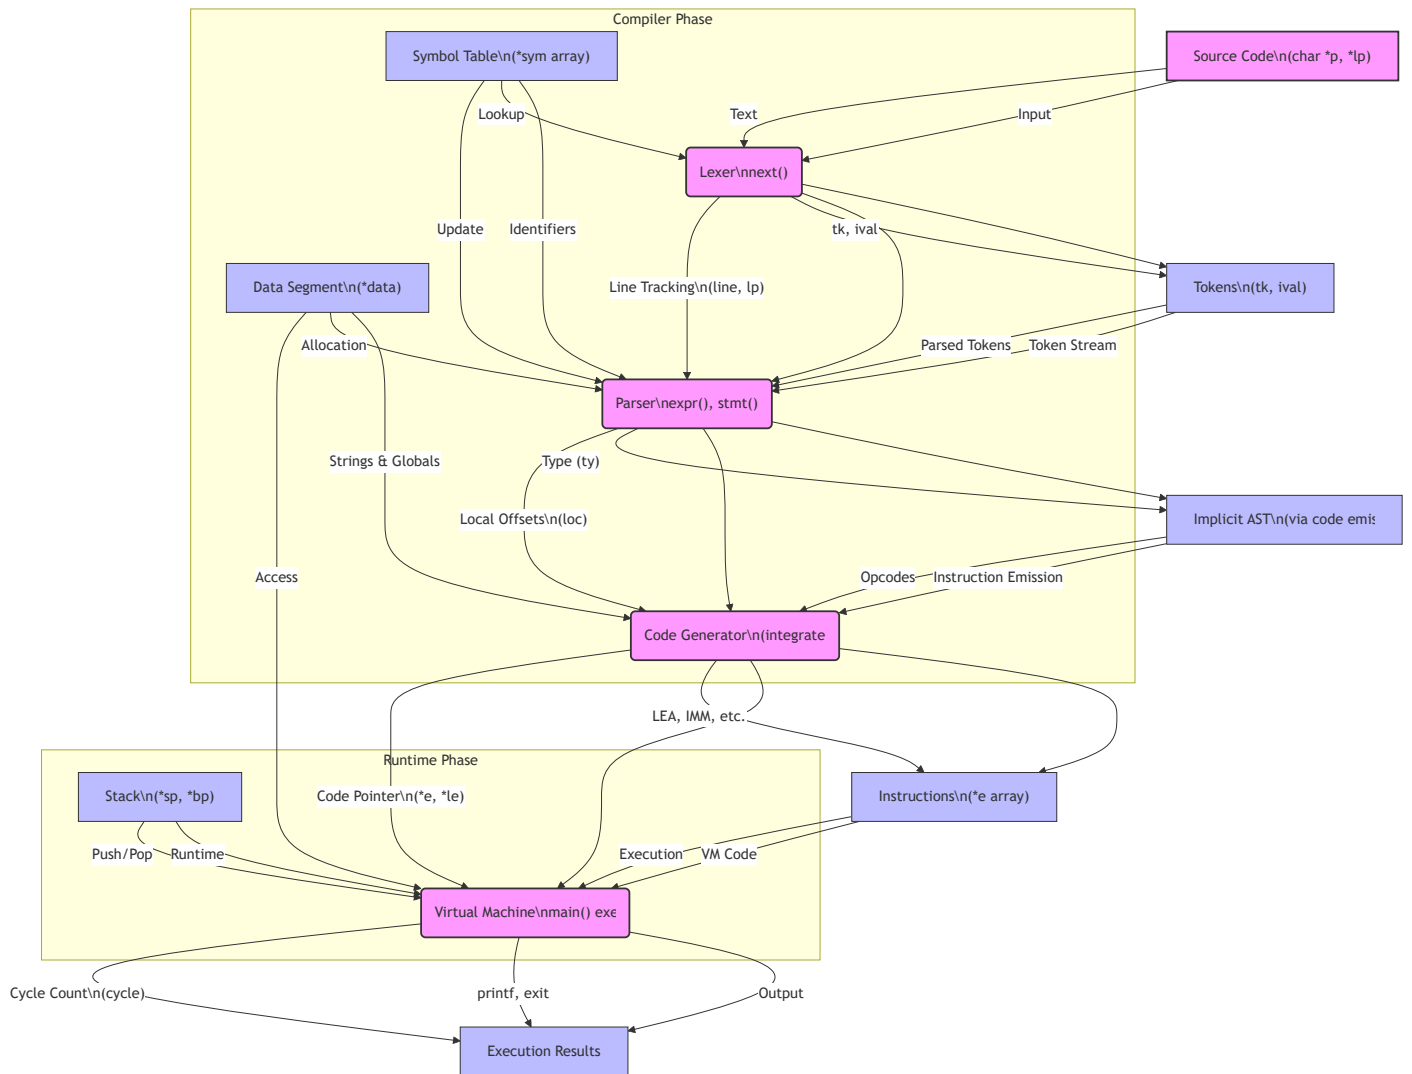 Compiler Phase
Symbol Table\n(*sym array)
Source Code\n(char *p, *lp)
Lookup
Text
Input
Lexer\nnext()
Update
Identifiers
tk, ival
Data Segment\n(*data)
Line Tracking\n(line, lp)
Tokens\n(tk, ival)
Allocation
Parsed Tokens
Token Stream
Parser\nexpr(), stmt()
Strings & Globals
Type (ty)
Local Offsets\n(loc)
Implicit AST\n(via code emis
Access
Opcodes
Instruction Emission
Code Generator\n(integrate
LEA, IMM, etc.
Runtime Phase
Stack\n(*sp, *bp)
Code Pointer\n(*e, *le)
Instructions\n(*e array)
Push/Pop
Runtime
Execution
VM Code
Virtual Machine\nmain() exe
Cycle Count\n(cycle)
printf, exit
Output
Execution Results